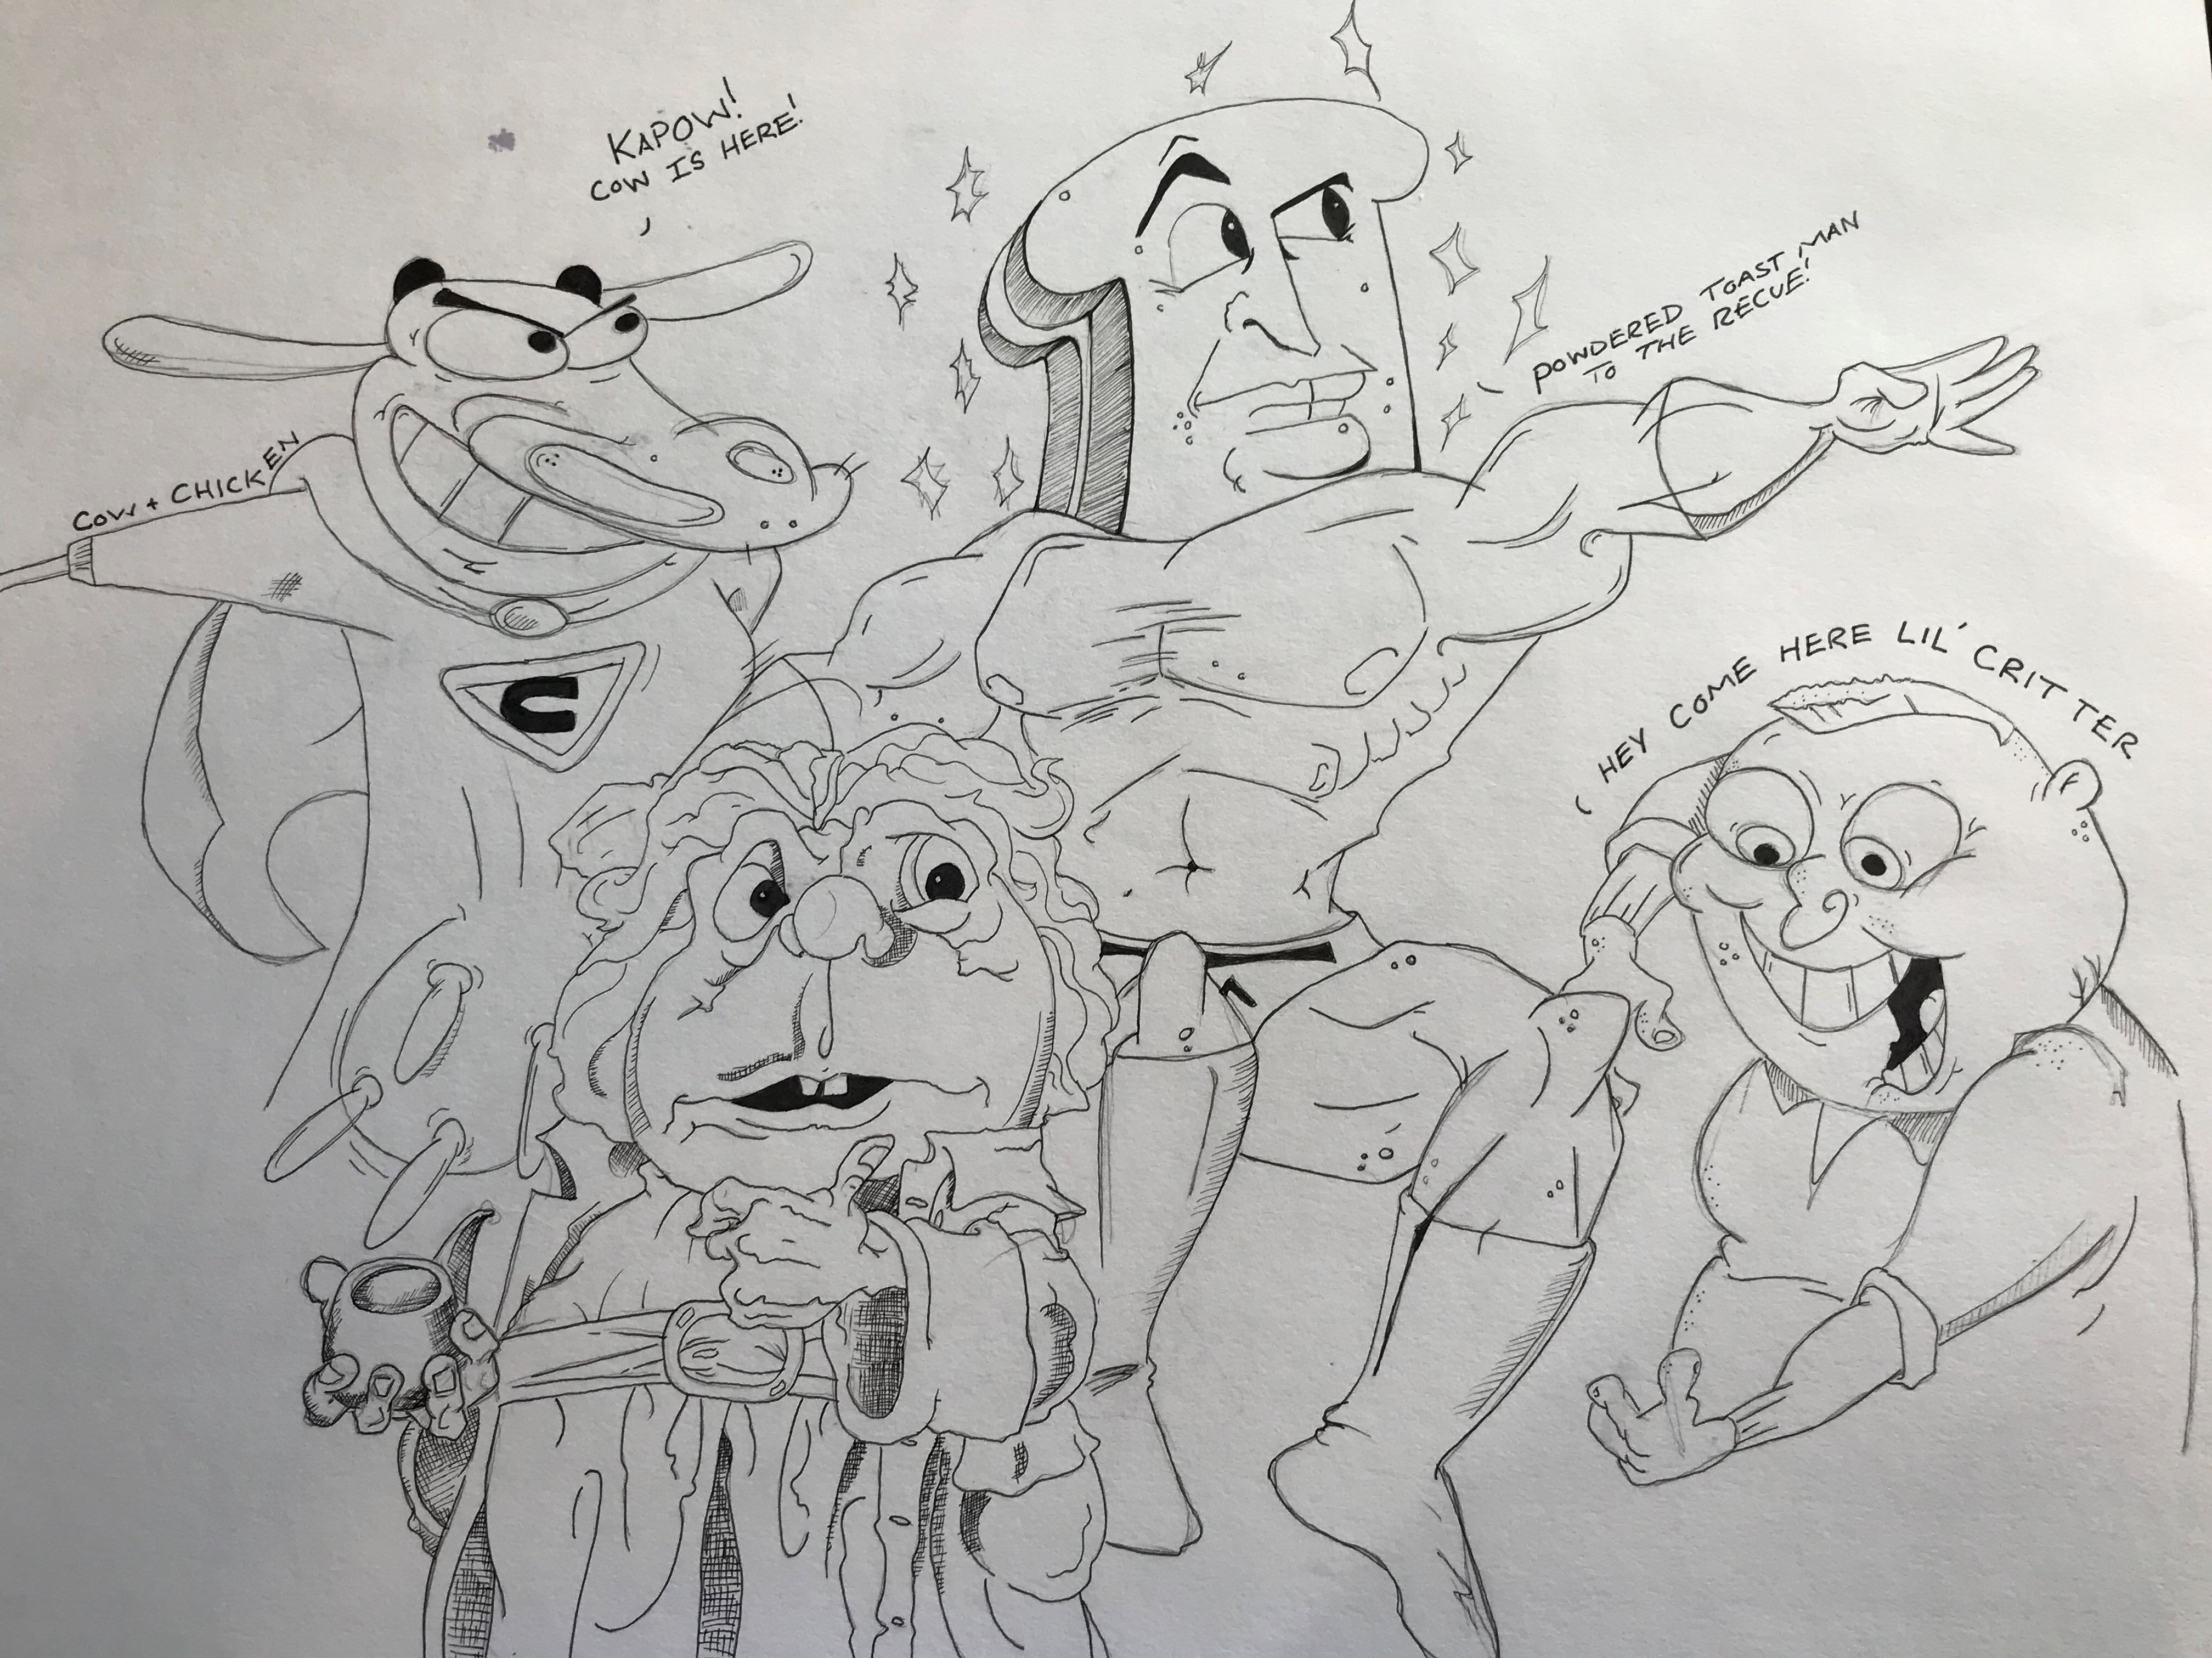 KAPOW!
COW IS HERE!
COW + CHICKEN
C
POWDERED TOAST MAN
TO THE RECUE!
HEY COME HERE LIL' CRITTER